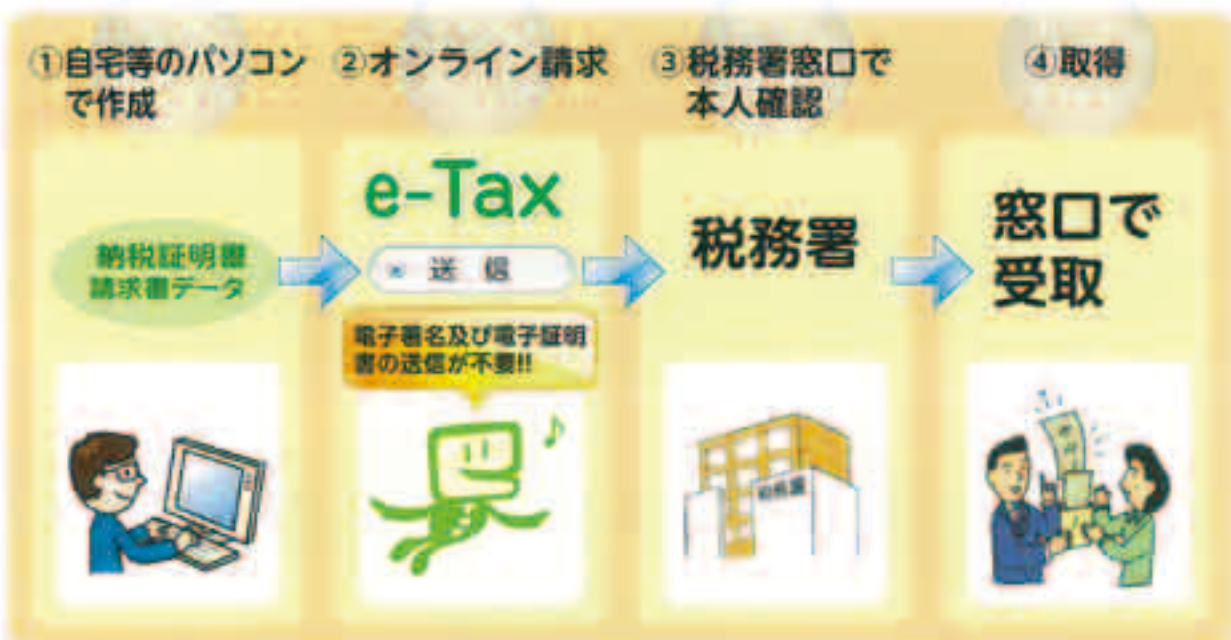 ①自宅等のパソコン
で作成
②オンライン請求
③税務署窓口で
本人確認
④取得
納税証明書
請求書データ
e-Tax
送信
電子署名及び電子証明
書の送信が不要!!
税務署
窓口で
受取